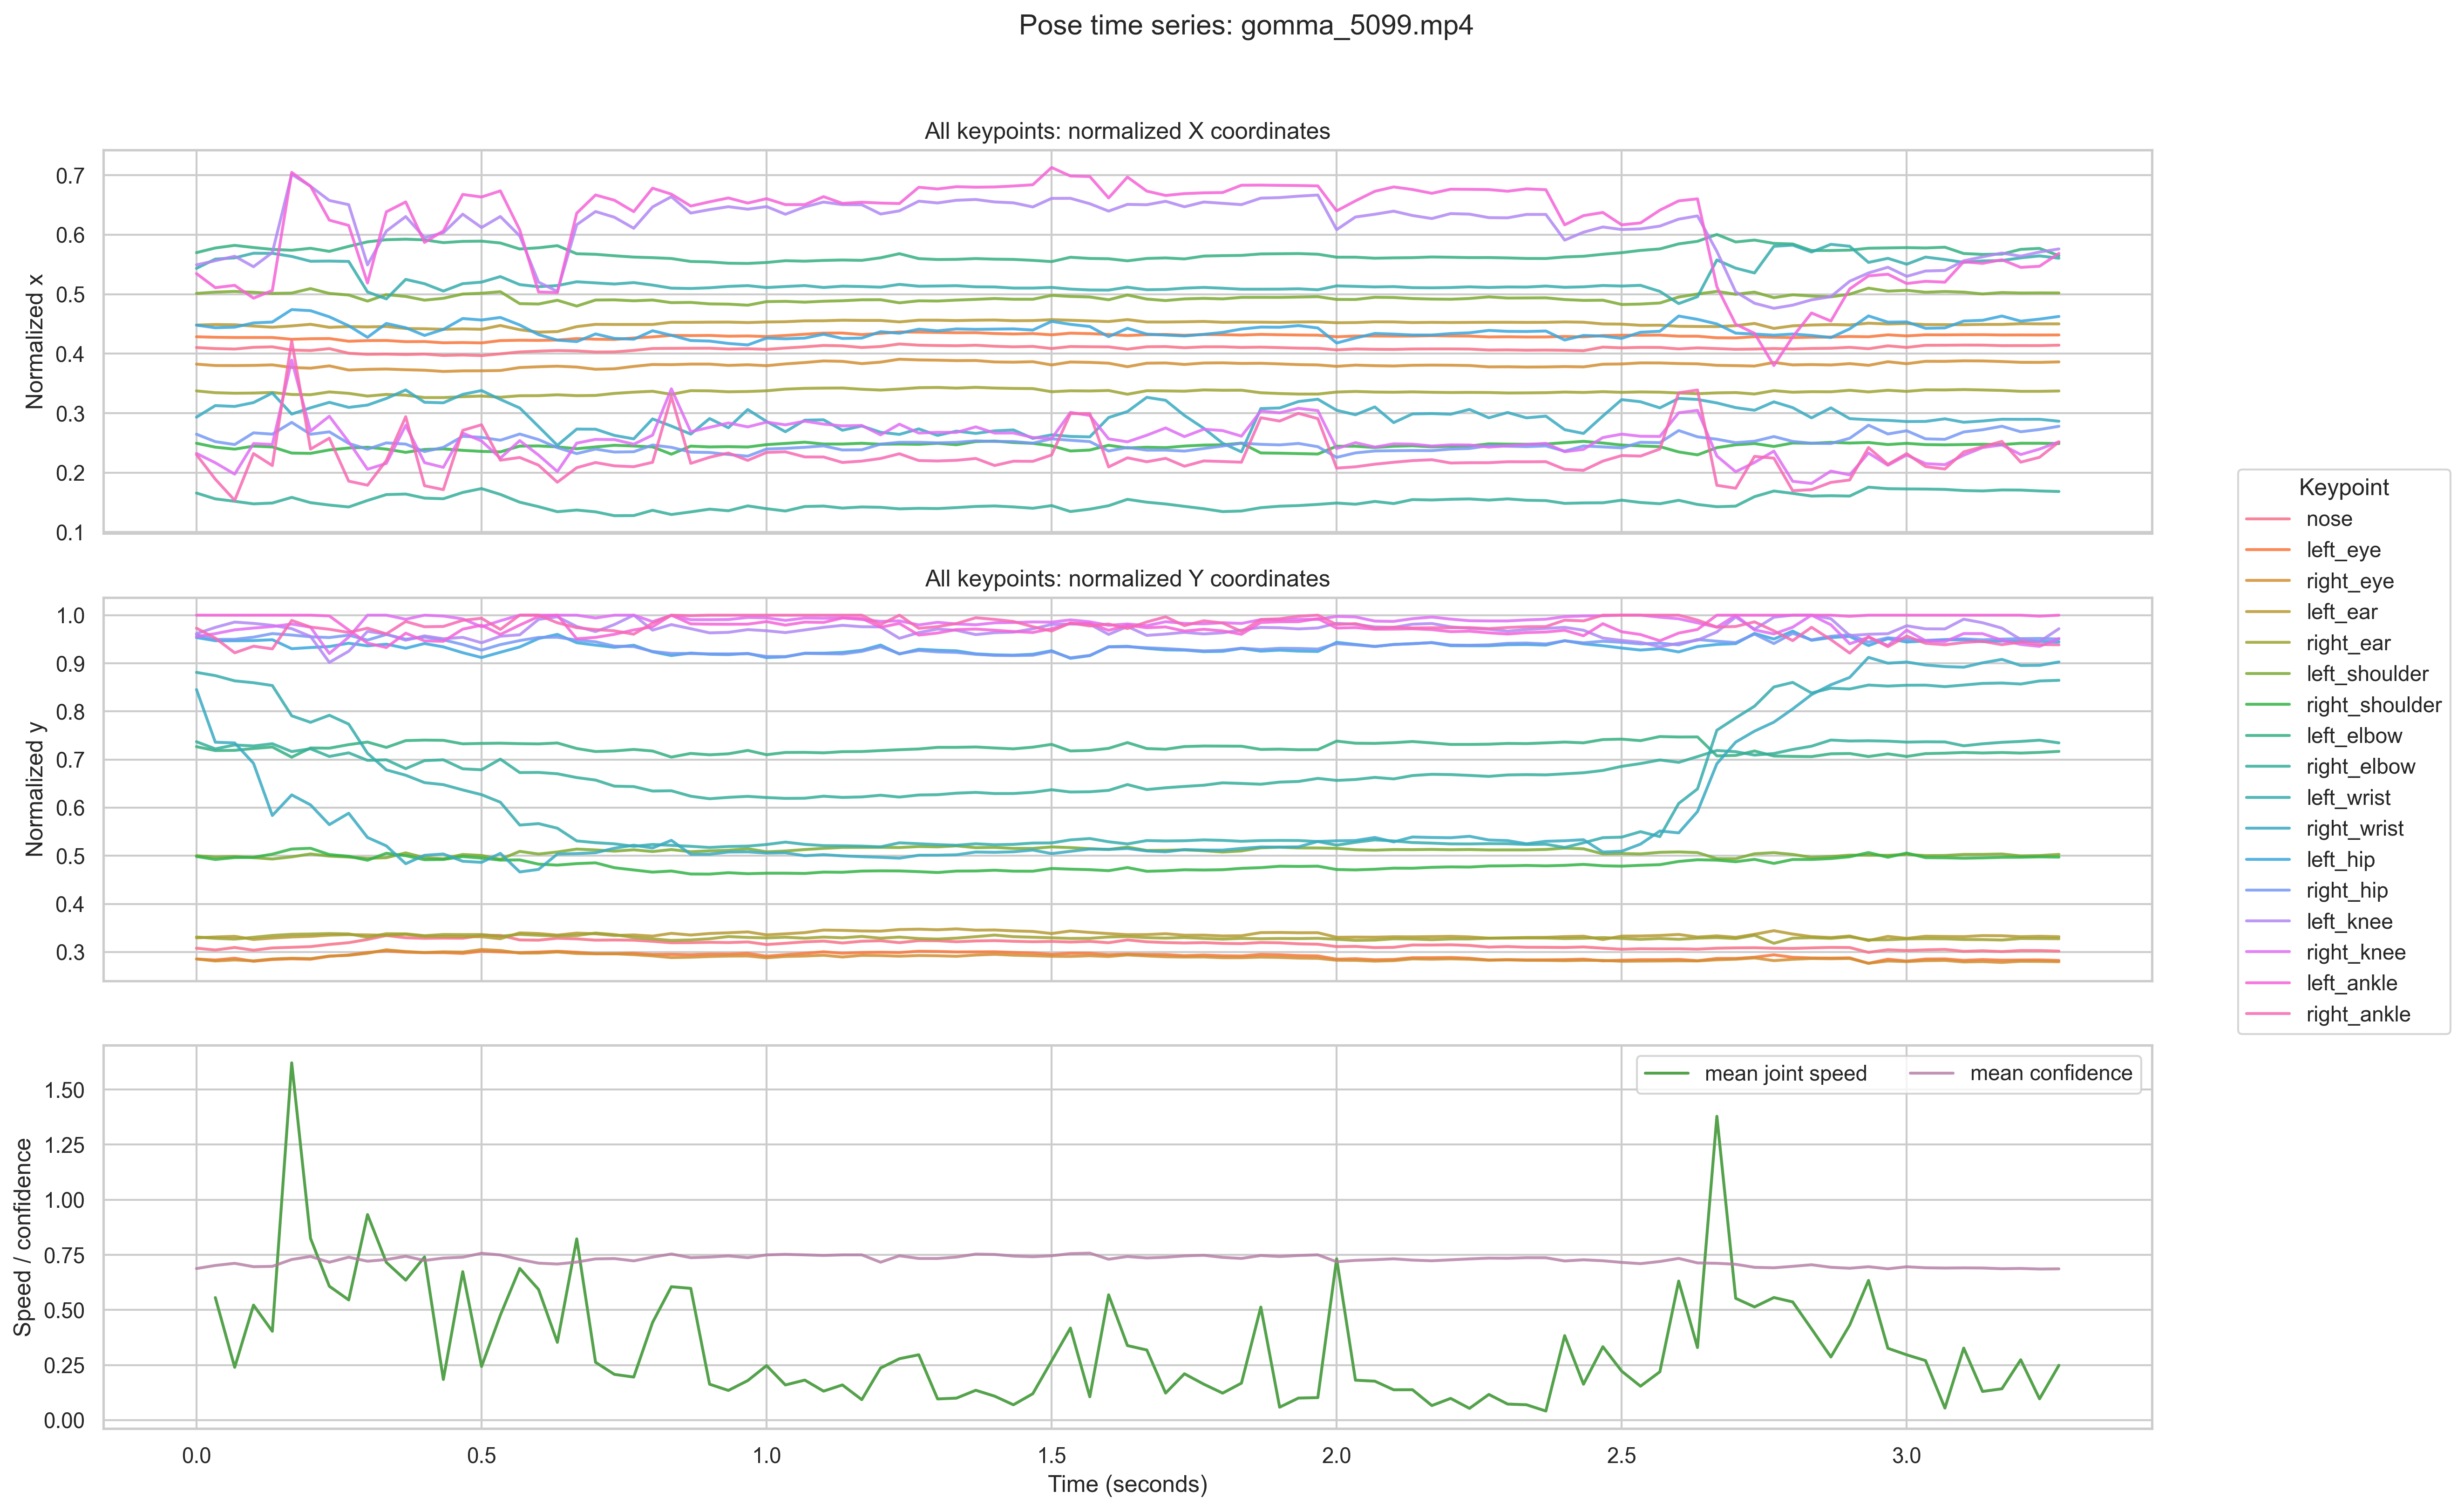 Pose time series: gomma_5099.mp4
All keypoints: normalized X coordinates
Normalized x
0.7
0.6
0.5
0.4
0.3
0.2
0.1
All keypoints: normalized Y coordinates
Normalized y
1.0
0.9
0.8
0.7
0.6
0.5
0.4
0.3
Keypoint
nose
left_eye
right_eye
left_ear
right_ear
left_shoulder
right_shoulder
left_elbow
right_elbow
left_wrist
right_wrist
left_hip
right_hip
left_knee
right_knee
left_ankle
right_ankle
Speed / confidence
1.50
1.25
1.00
0.75
0.50
0.25
0.00
mean joint speed mean confidence
0.0 0.5 1.0 1.5 2.0 2.5 3.0
Time (seconds)